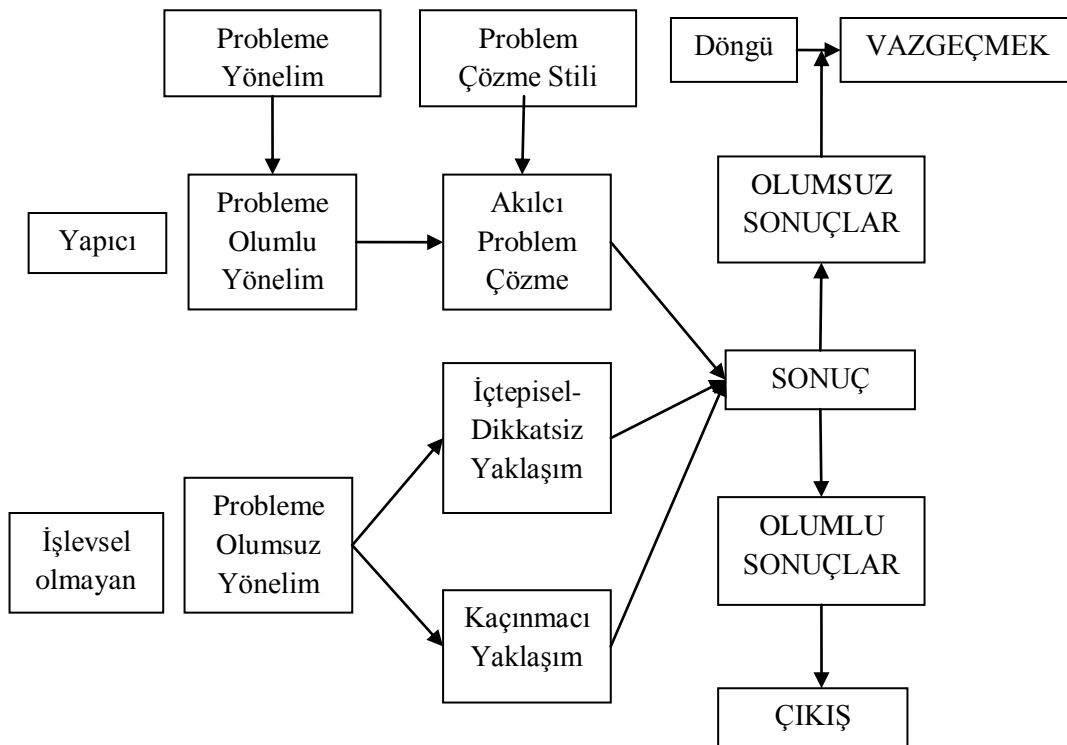 Probleme
Yönelim
Problem
Çözme Stili
Döngü
VAZGEÇMEK
Yapıcı
Probleme
Olumlu
Yönelim
Akılcı
Problem
Çözme
OLUMSUZ
SONUÇLAR
SONUÇ
İçtepisel-
Dikkatsiz
Yaklaşım
İşlevsel
olmayan
Probleme
Olumsuz
Yönelim
OLUMLU
SONUÇLAR
Kaçınmacı
Yaklaşım
ÇIKIŞ